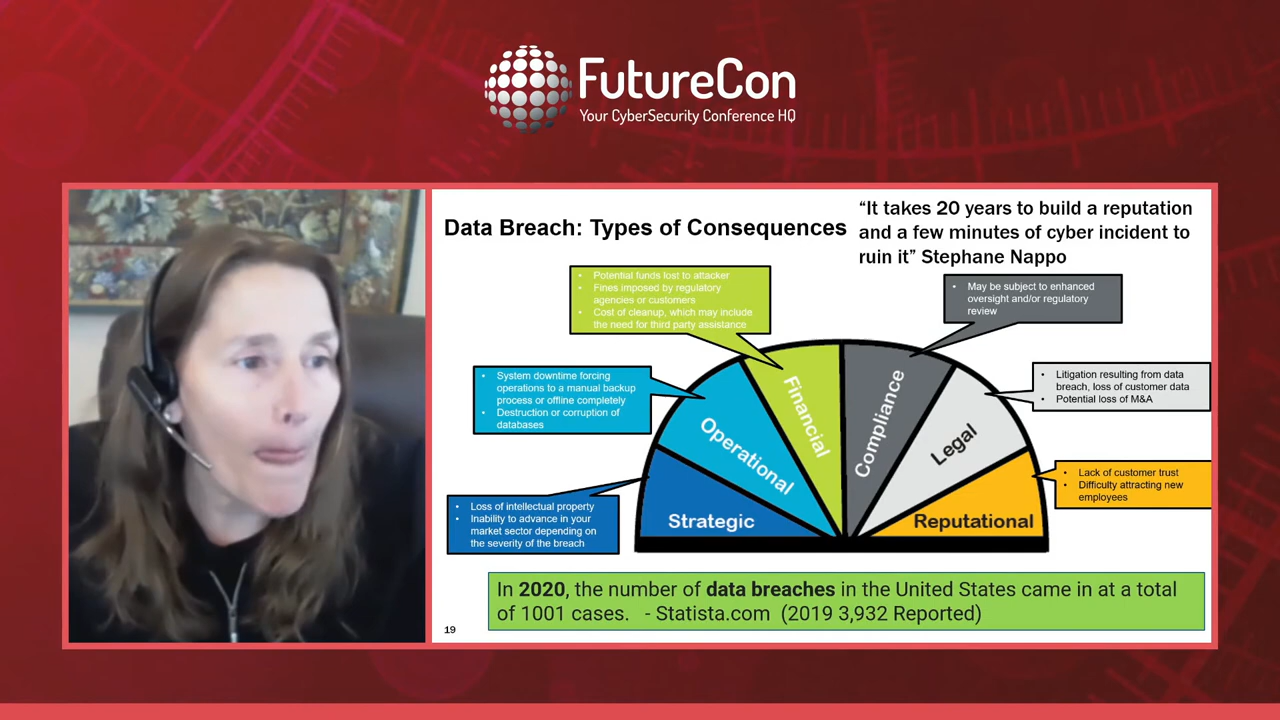 FutureCon
Your CyberSecurity Conference HQ
Data Breach: Types of Consequences
“It takes 20 years to build a reputation
and a few minutes of cyber incident to
ruin it” Stephane Nappo
• Potential funds lost to attacker
• Fines imposed by regulatory
agencies or customers
• Cost of cleanup, which may include
the need for third party assistance
• May be subject to enhanced
oversight and/or regulatory
review
• System downtime forcing
operations to a manual backup
process or offline completely
• Destruction or corruption of
databases
• Litigation resulting from data
breach, loss of customer data
• Potential loss of M&A
• Loss of intellectual property
• Inability to advance in your
market sector depending on
the severity of the breach
• Lack of customer trust
• Difficulty attracting new
employees
Strategic
Operational
Financial
Compliance
Legal
Reputational
In 2020, the number of data breaches in the United States came in at a total
of 1001 cases. - Statista.com (2019 3,932 Reported)
19